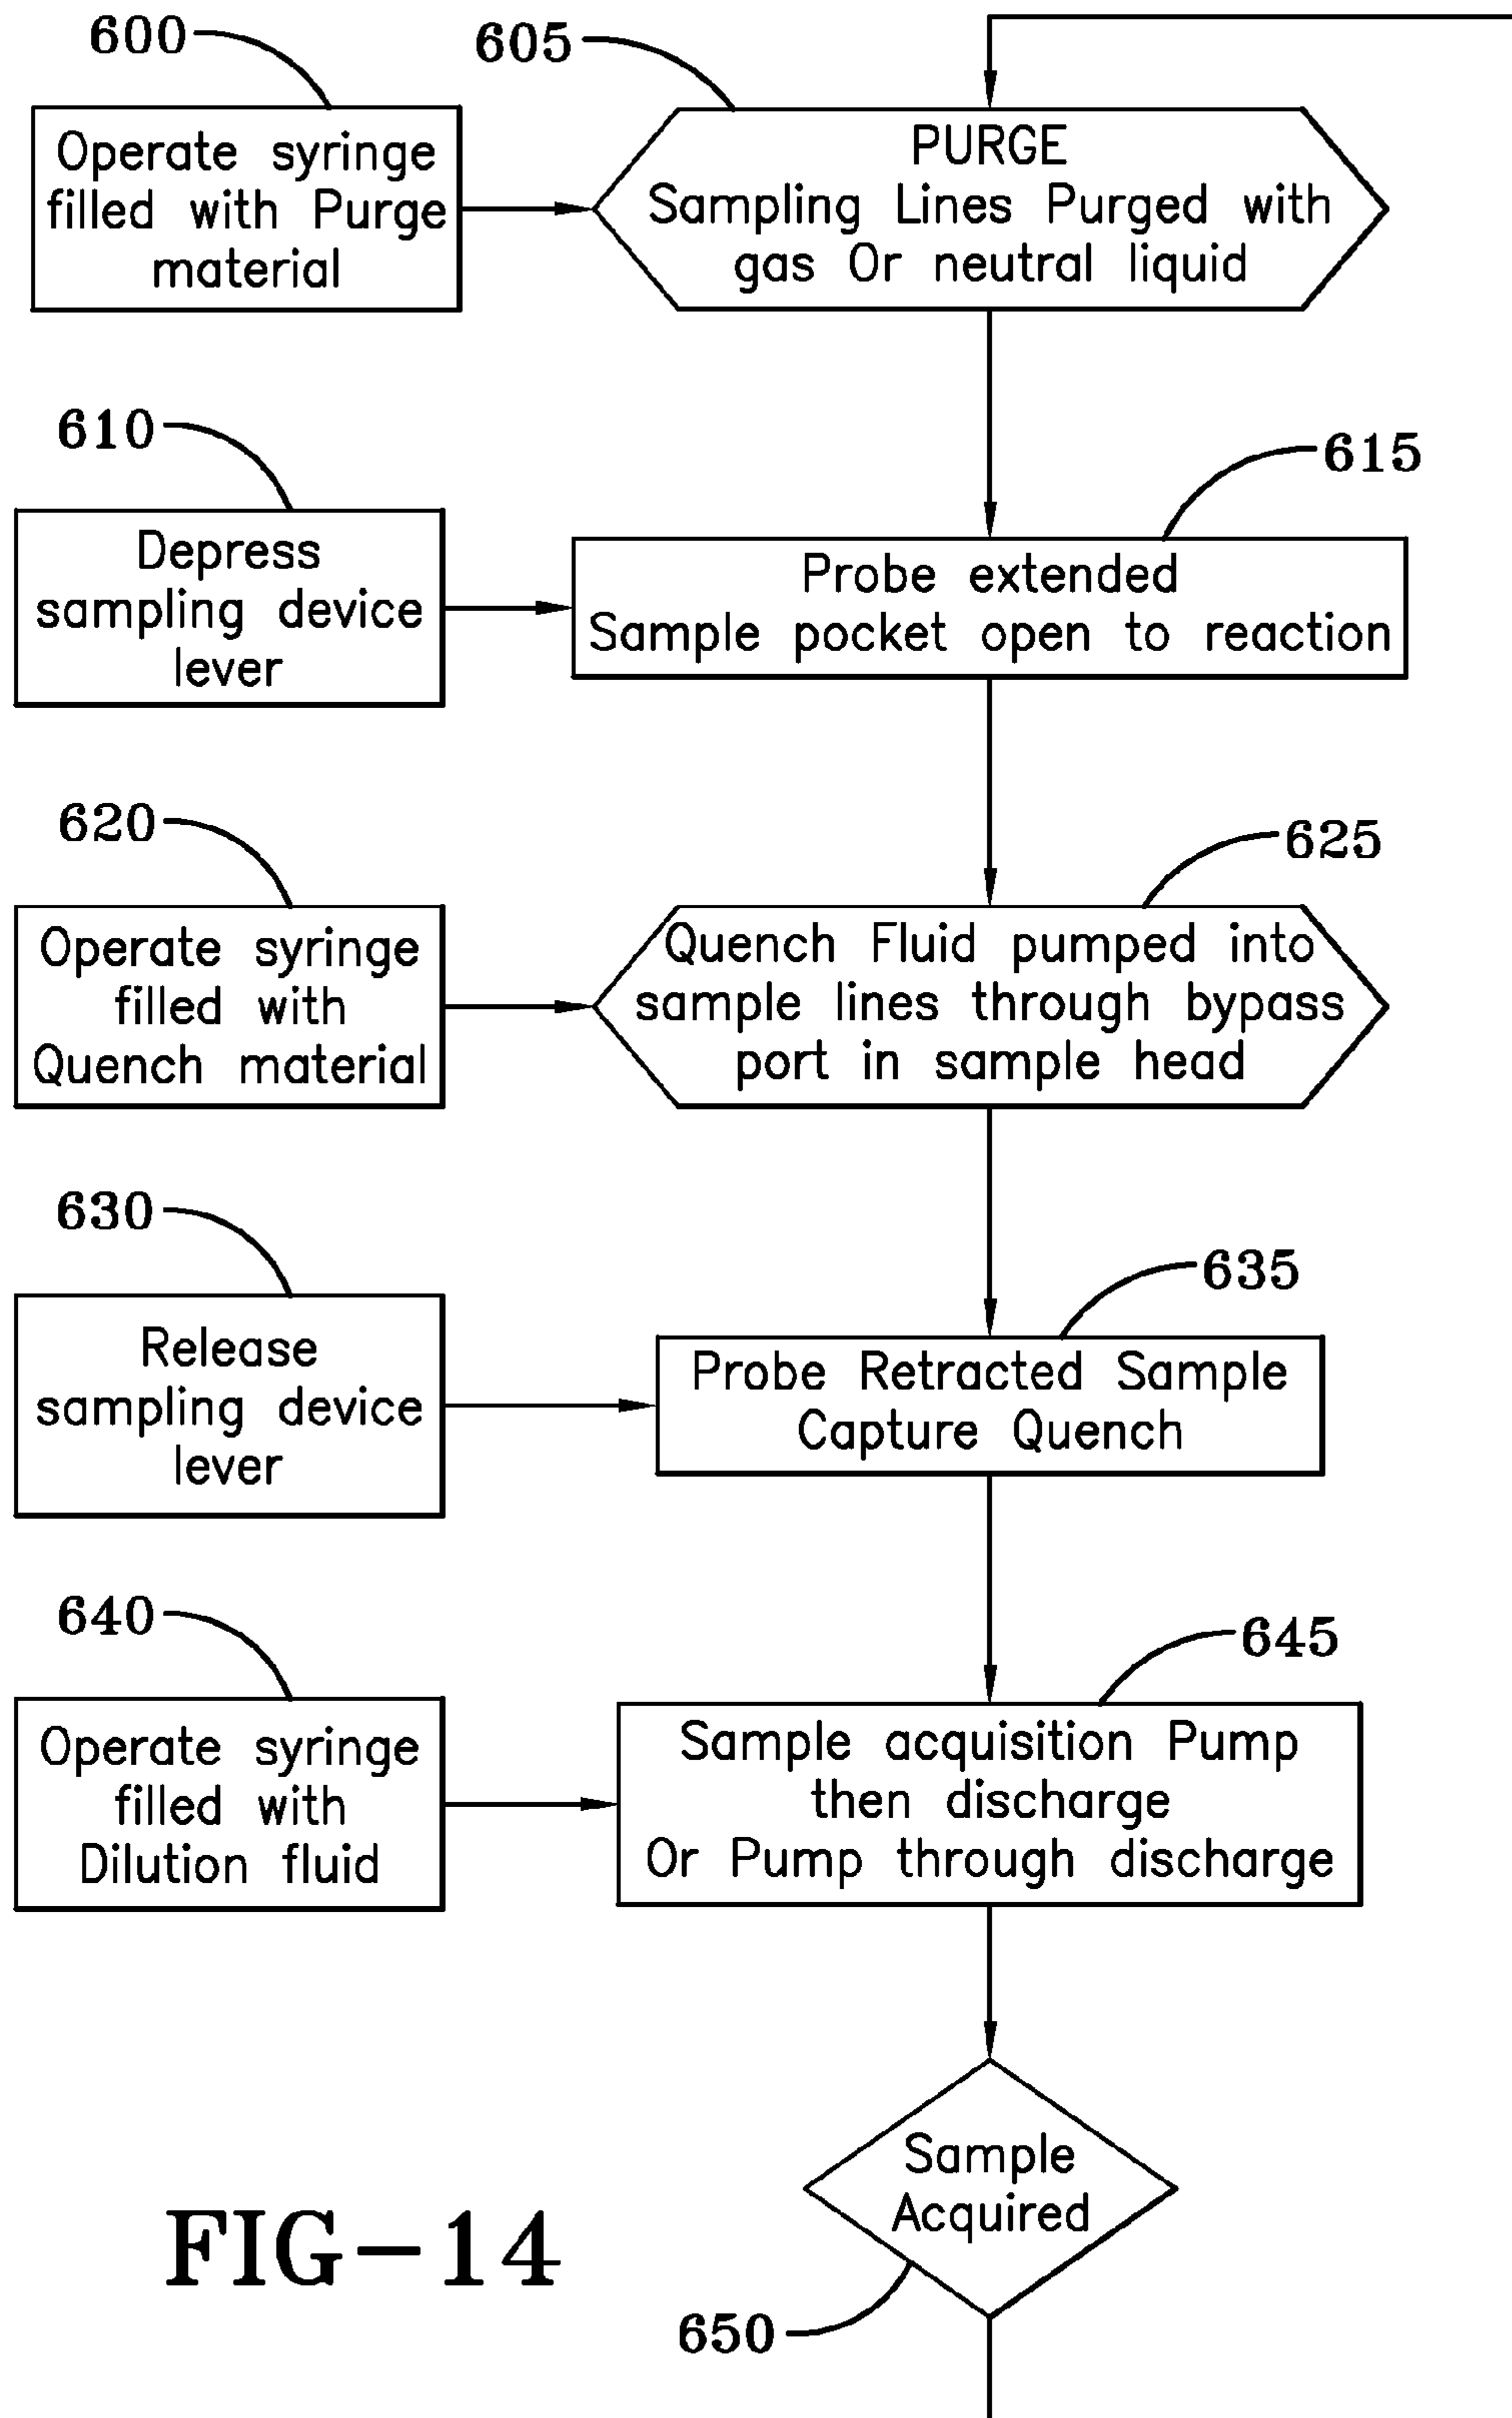 600
605
Operate syringe
filled with Purge
material
PURGE
Sampling Lines Purged with
gas Or neutral liquid
610
615
Depress
sampling device
lever
Probe extended
Sample pocket open to reaction
620
625
Operate syringe
filled with
Quench material
Quench Fluid pumped into
sample lines through bypass
port in sample head
630
635
Release
sampling device
lever
Probe Retracted Sample
Capture Quench
640
645
Operate syringe
filled with
Dilution fluid
Sample acquisition Pump
then discharge
Or Pump through discharge
Sample
Acquired
650
FIG-14